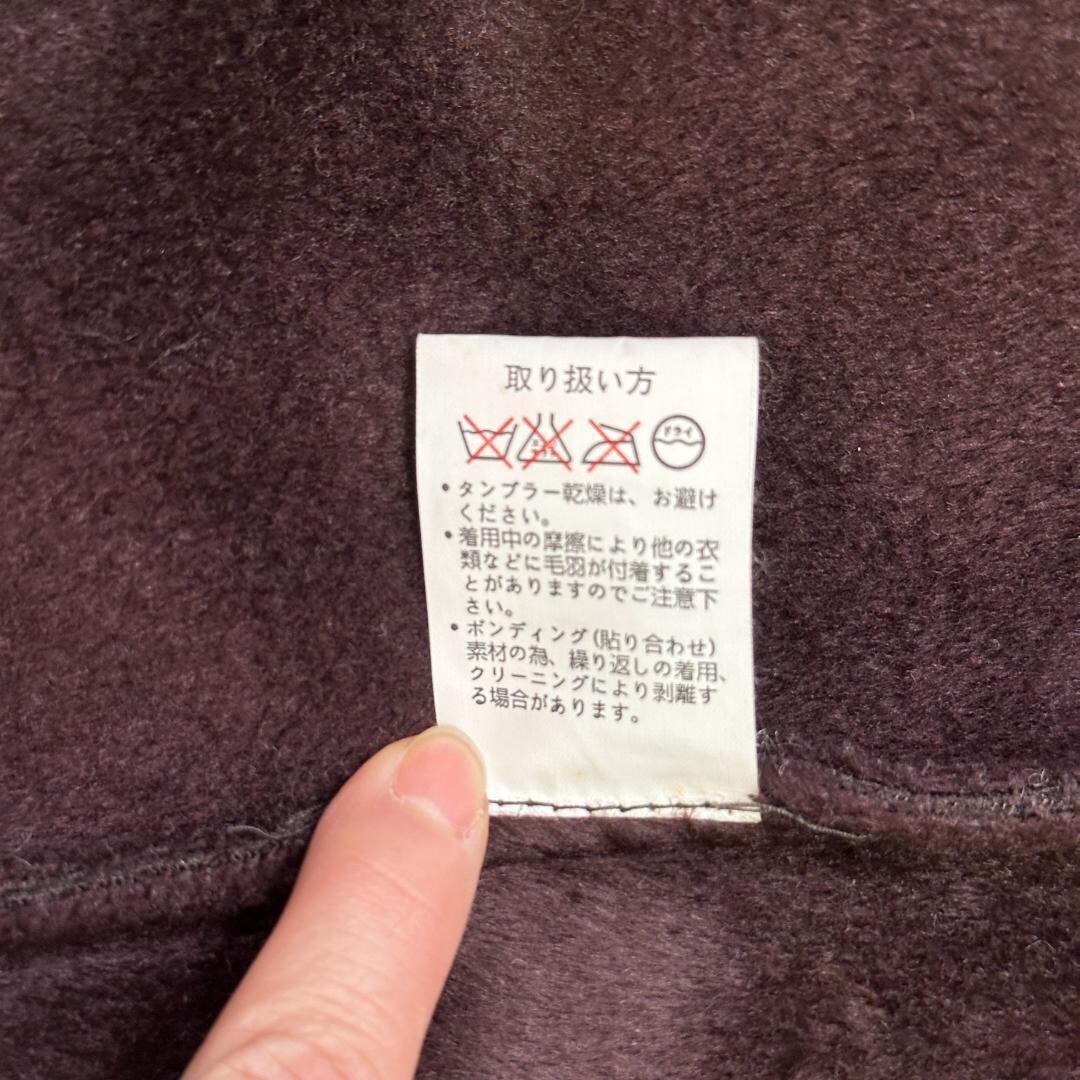 取り扱い方
ドライ
• タンブラー乾燥は、お避け
ください。
• 着用中の摩擦により他の衣
類などに毛羽が付着するこ
とがありますのでご注意下
さい。
• ボンディング(貼り合わせ)
素材の為、繰り返しの着用、
クリーニングにより剥離す
る場合があります。